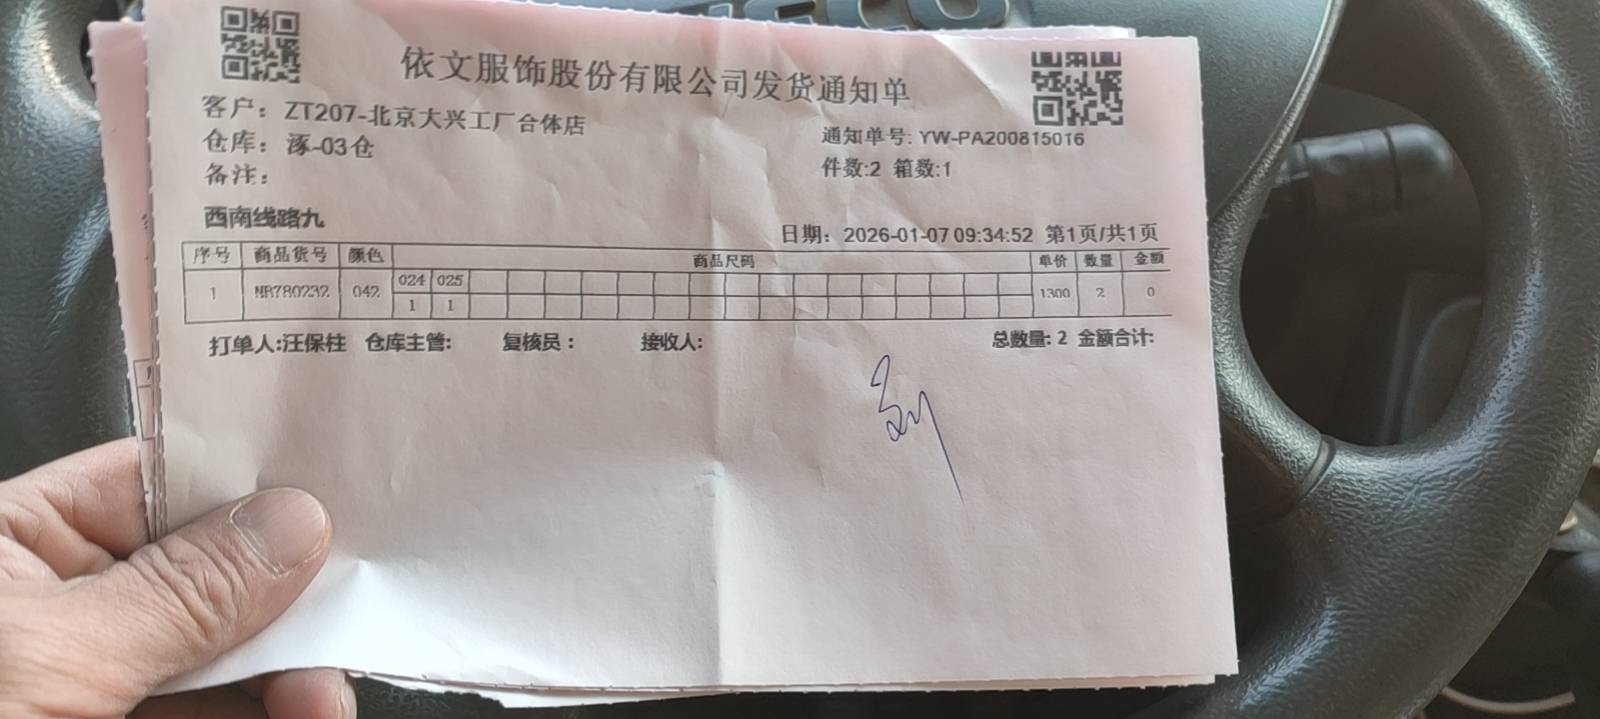 ECO
依文服饰股份有限公司发货通知单
客户：ZT207-北京大兴工厂合体店
通知单号: YW-PA200815016
仓库：涿-03仓
件数:2 箱数:1
备注：
西南线路九
日期：2026-01-07 09:34:52 第1页/共1页
序号 商品货号 颜色 商品尺码 单价 数量 金额
024 025
1 MR780232 042 1300 2 0
1 1
打单人:汪保柱 仓库主管: 复核员： 接收人: 总数量: 2 金额合计: